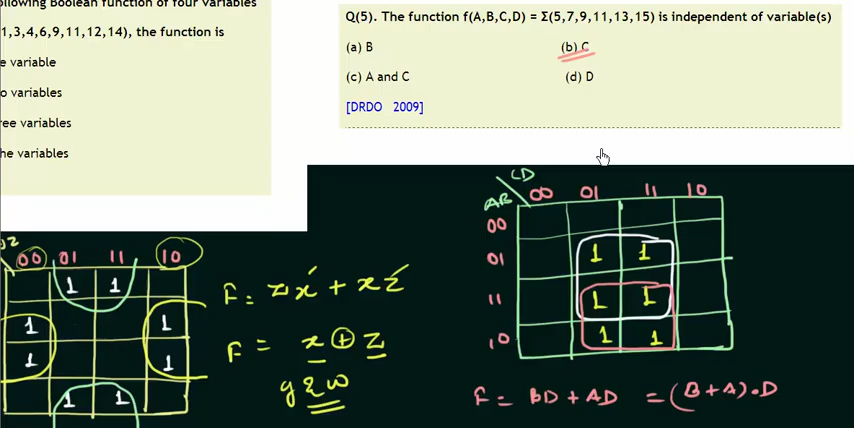 ollowing Boolean function of four variables
1,3,4,6,9,11,12,14), the function is
e variable
o variables
ree variables
he variables
Q(5). The function f(A,B,C,D) = Σ(5,7,9,11,13,15) is independent of variable(s)
(a) B (b) C
(c) A and C (d) D
[DRDO 2009]
00 01 11 10
1 1
1 1
1 1
1 1
F = zx' + xz'
F = x ⊕ z
y & w
CD
AB 00 01 11 10
00
01 1 1
11 1 1
10 1 1
F = BD + AD = (B+A)·D